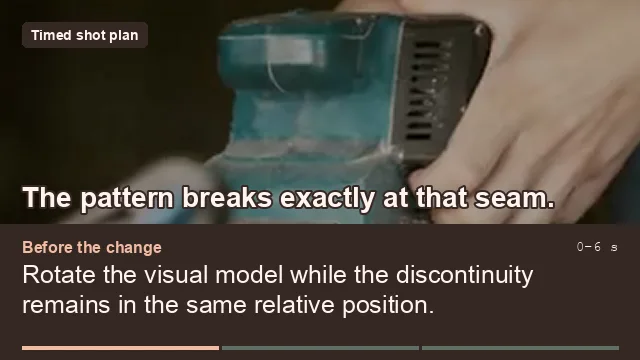 Timed shot plan
The pattern breaks exactly at that seam.
Before the change
0–6 s
Rotate the visual model while the discontinuity
remains in the same relative position.